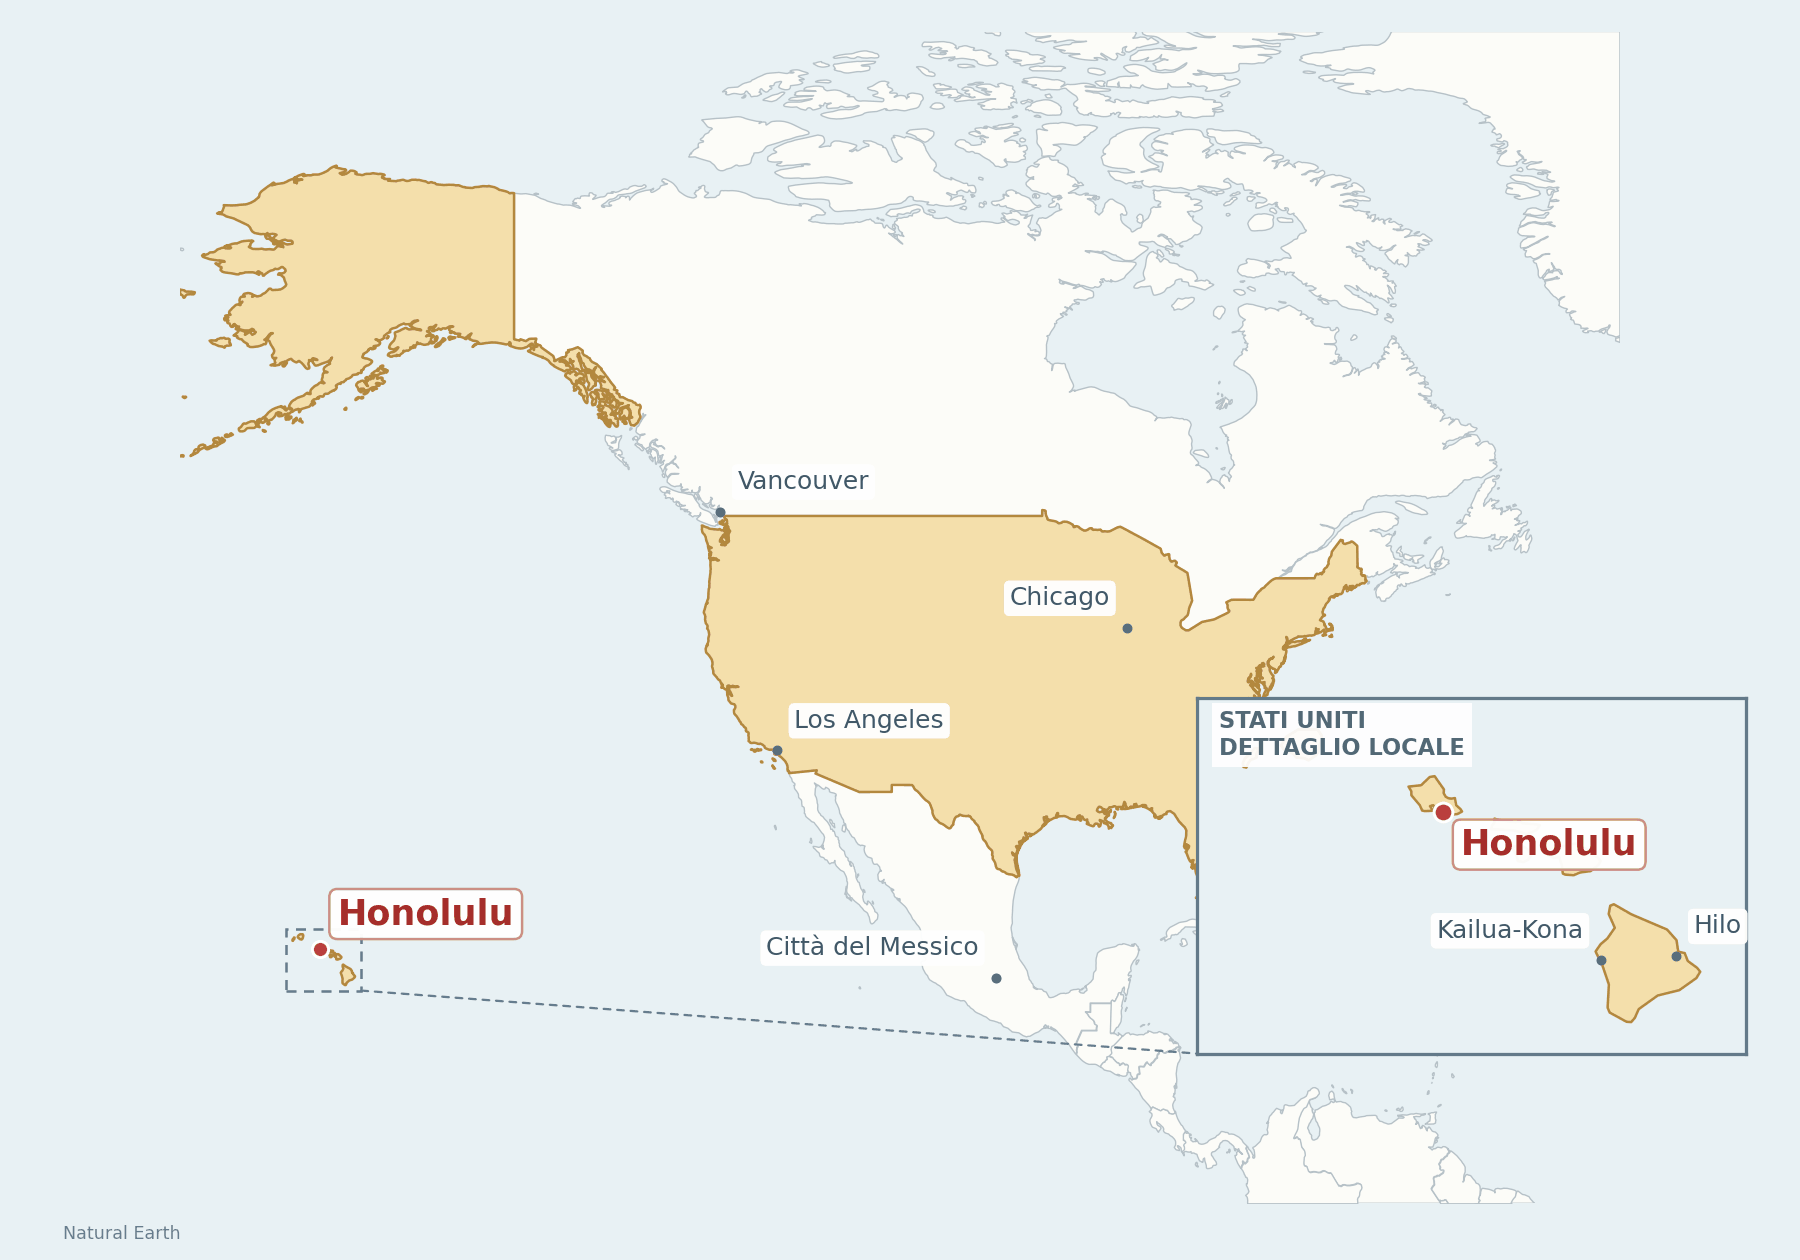 Vancouver
Chicago
Los Angeles
STATI UNITI
DETTAGLIO LOCALE
Honolulu
Honolulu
Kailua-Kona
Hilo
Città del Messico
Natural Earth